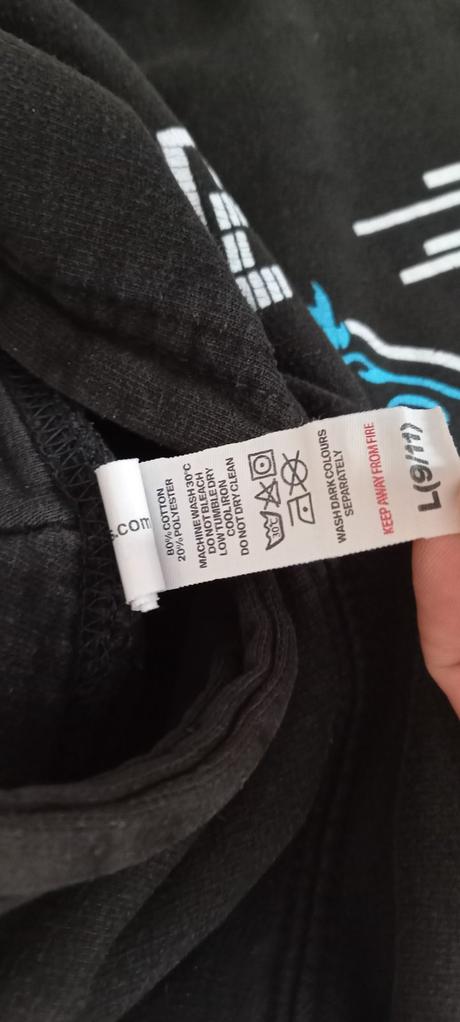 s.com
80% COTTON
20% POLYESTER
MACHINE WASH 30°C
DO NOT BLEACH
LOW TUMBLE DRY
COOL IRON
DO NOT DRY CLEAN
30°C
WASH DARK COLOURS
SEPARATELY
KEEP AWAY FROM FIRE
L(9/11)